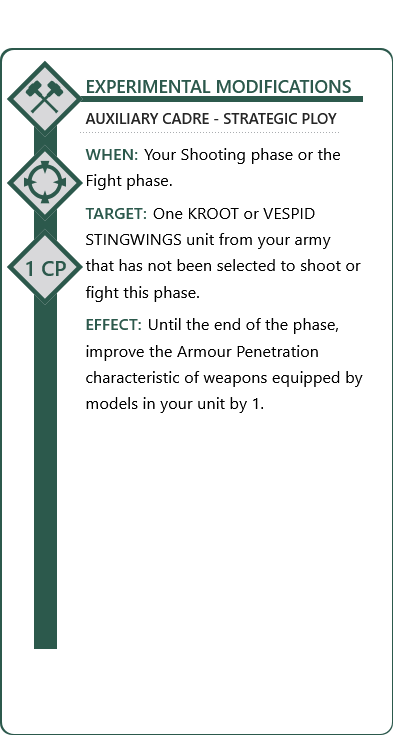 EXPERIMENTAL MODIFICATIONS
AUXILIARY CADRE - STRATEGIC PLOY
WHEN: Your Shooting phase or the
Fight phase.
TARGET: One KROOT or VESPID
STINGWINGS unit from your army
that has not been selected to shoot or
fight this phase.
1 CP
EFFECT: Until the end of the phase,
improve the Armour Penetration
characteristic of weapons equipped by
models in your unit by 1.